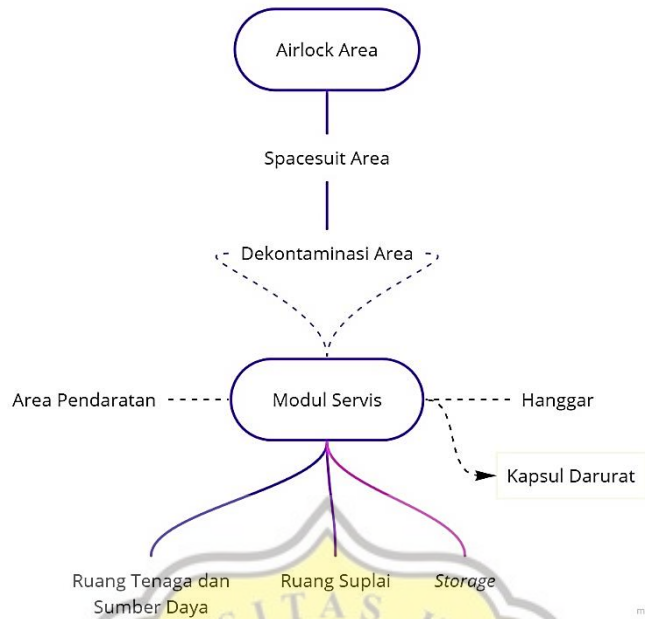 Airlock Area
Spacesuit Area
Dekontaminasi Area
Area Pendaratan
Modul Servis
Hanggar
Kapsul Darurat
Ruang Tenaga dan
Sumber Daya
Ruang Suplai
Storage